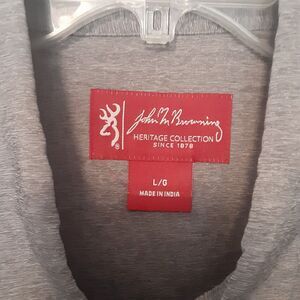 John M Browning
HERITAGE COLLECTION
SINCE 1878
L/G
MADE IN INDIA